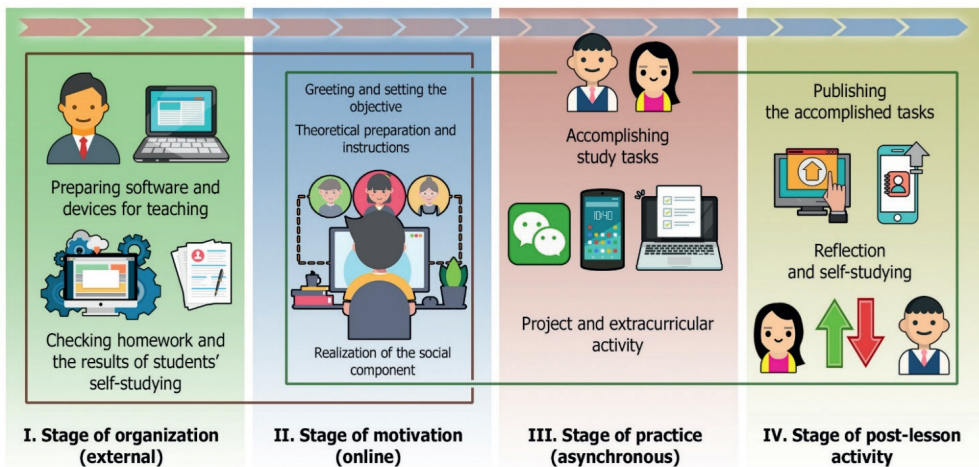 Preparing software and
devices for teaching
Checking homework and
the results of students'
self-studying
I. Stage of organization
(external)
Greeting and setting the
objective
Theoretical preparation and
instructions
Realization of the social
component
II. Stage of motivation
(online)
Accomplishing
study tasks
10:40
Project and extracurricular
activity
III. Stage of practice
(asynchronous)
Publishing
the accomplished tasks
Reflection
and self-studying
IV. Stage of post-lesson
activity